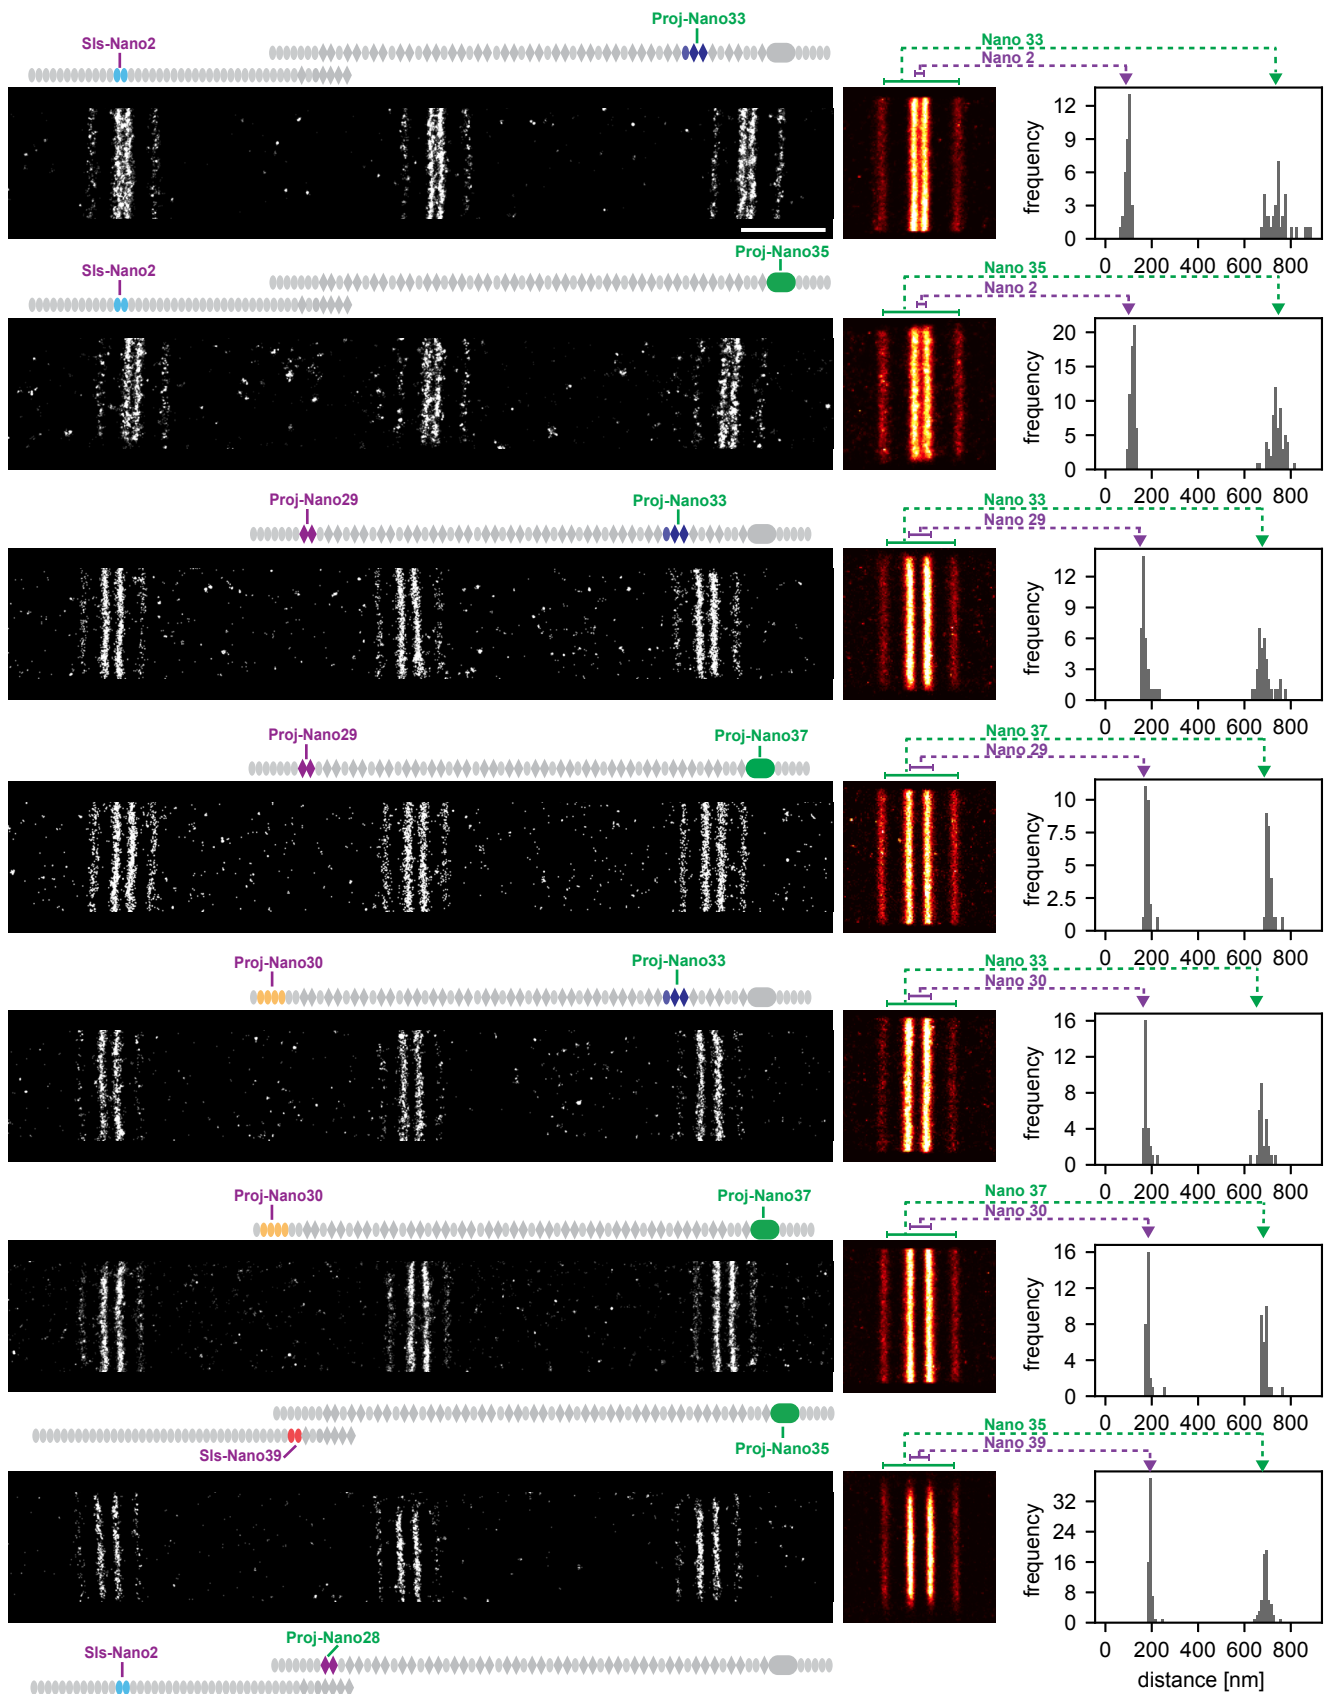 Proj-Nano33
Sls-Nano2
Nano 33
Nano 2
frequency
12
9
6
3
0
0 200 400 600 800
Proj-Nano35
Sls-Nano2
Nano 35
Nano 2
frequency
20
15
10
5
0
0 200 400 600 800
Proj-Nano29
Proj-Nano33
Nano 33
Nano 29
frequency
12
9
6
3
0
0 200 400 600 800
Proj-Nano29
Proj-Nano37
Nano 37
Nano 29
frequency
10
7.5
5
2.5
0
0 200 400 600 800
Proj-Nano30
Proj-Nano33
Nano 33
Nano 30
frequency
16
12
8
4
0
0 200 400 600 800
Proj-Nano30
Proj-Nano37
Nano 37
Nano 30
frequency
16
12
8
4
0
0 200 400 600 800
Sls-Nano39
Proj-Nano35
Nano 35
Nano 39
frequency
32
24
16
8
0
0 200 400 600 800
distance [nm]
Proj-Nano28
Sls-Nano2